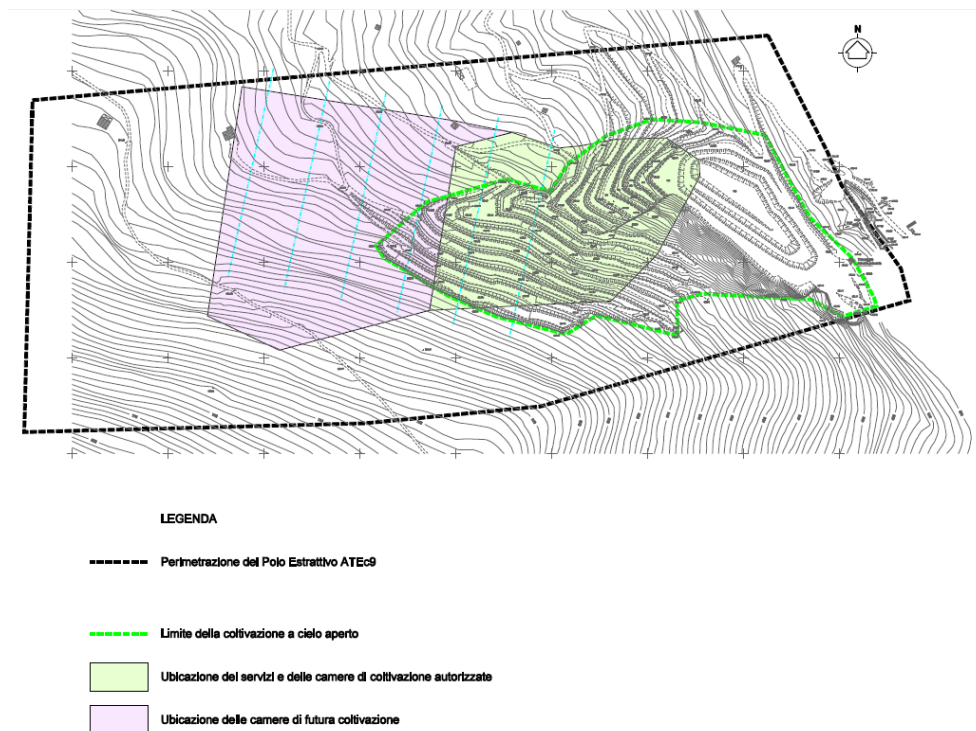 N
LEGENDA
Perimetrazione del Polo Estrattivo ATEc9
Limite della coltivazione a cielo aperto
Ubicazione dei servizi e delle camere di coltivazione autorizzate
Ubicazione delle camere di futura coltivazione